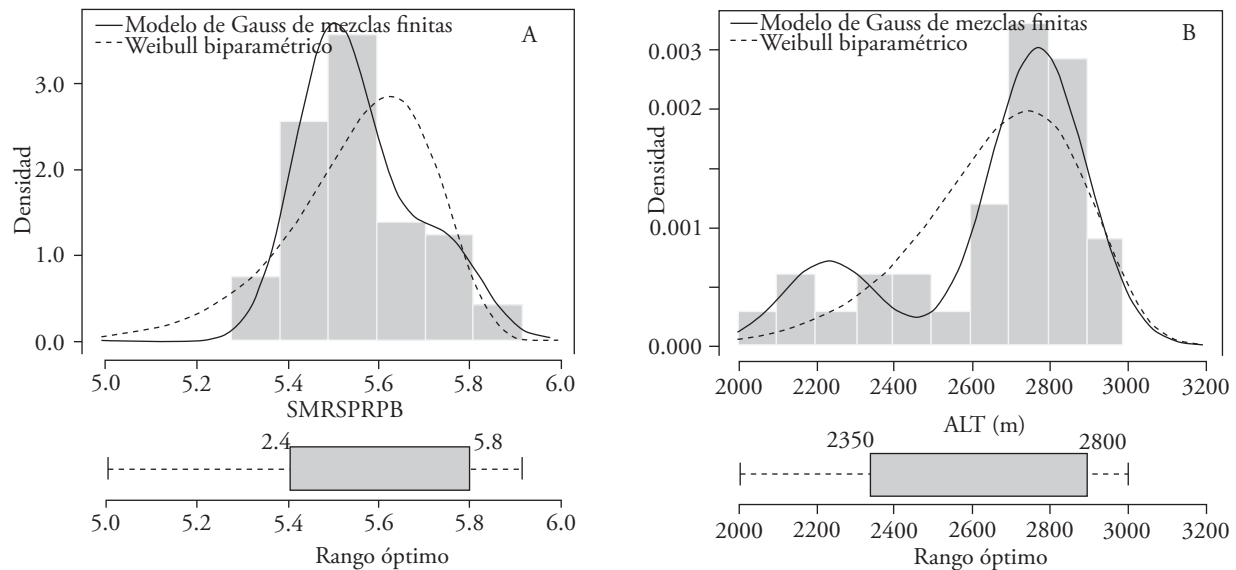 Modelo de Gauss de mezclas finitas
Weibull biparamétrico
A
Densidad
3.0
2.0
1.0
0.0
5.0 5.2 5.4 5.6 5.8 6.0
SMRSPRPB
2.4 5.8
5.0 5.2 5.4 5.6 5.8 6.0
Rango óptimo
Modelo de Gauss de mezclas finitas
Weibull biparamétrico
B
Densidad
0.003
0.002
0.001
0.000
2000 2200 2400 2600 2800 3000 3200
ALT (m)
2350 2800
2000 2200 2400 2600 2800 3000 3200
Rango óptimo